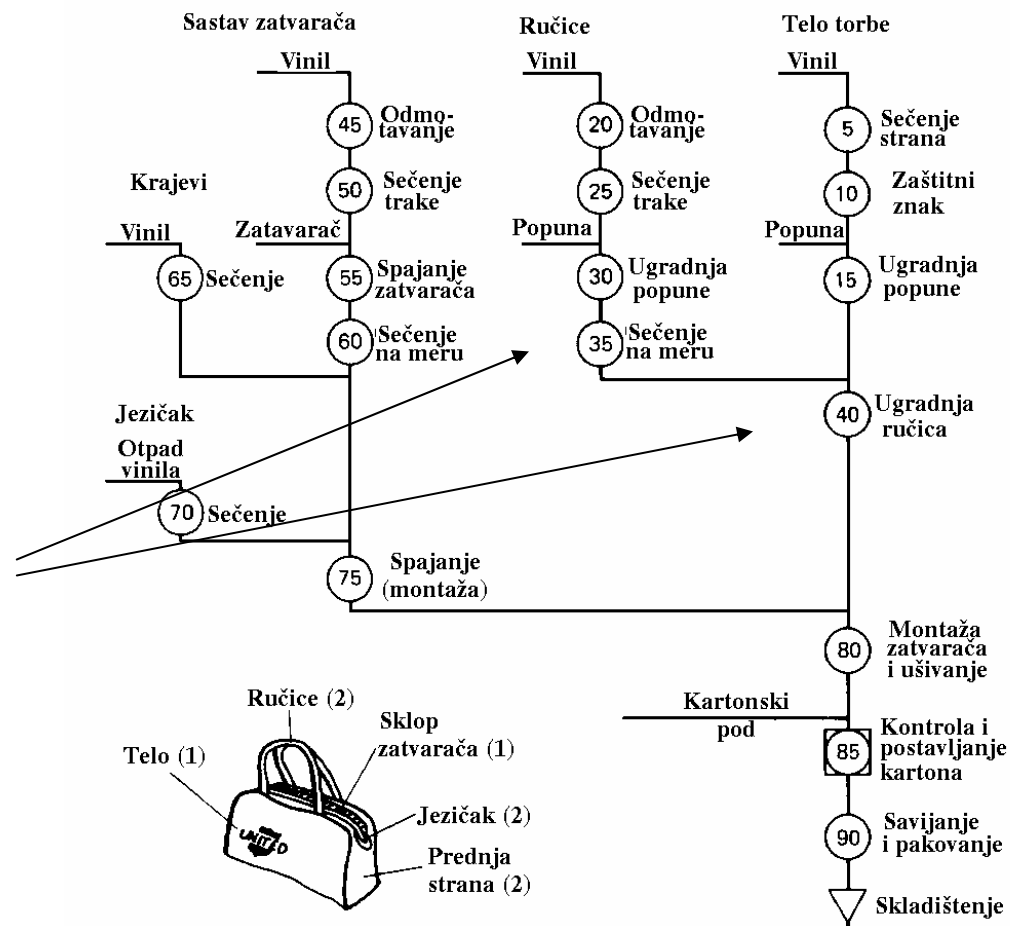 Sastav zatvarača
Ručice
Telo torbe
Vinil
Vinil
Vinil
45
Odmo-
tavanje
20
Odmo-
tavanje
5
Sečenje
strana
Krajevi
50
Sečenje
trake
25
Sečenje
trake
10
Zaštitni
znak
Vinil
Zatavarač
Popuna
Popuna
65
Sečenje
55
Spajanje
zatvarača
30
Ugradnja
popune
15
Ugradnja
popune
60
Sečenje
na meru
35
Sečenje
na meru
Jezičak
40
Ugradnja
ručica
Otpad
vinila
70
Sečenje
75
Spajanje
(montaža)
80
Montaža
zatvarača
i ušivanje
Kartonski
pod
85
Kontrola i
postavljanje
kartona
90
Savijanje
i pakovanje
Skladištenje
Ručice (2)
Sklop
zatvarača (1)
Telo (1)
UNITED
Jezičak (2)
Prednja
strana (2)